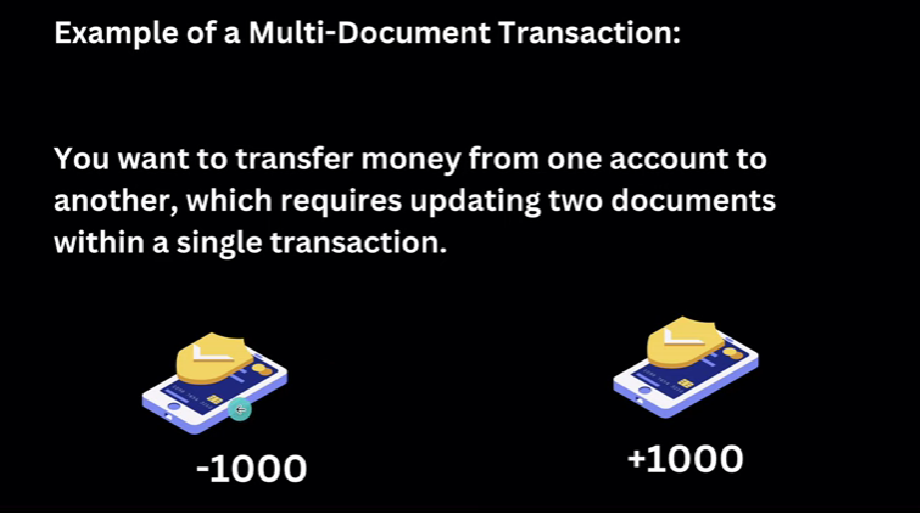 Example of a Multi-Document Transaction:
You want to transfer money from one account to
another, which requires updating two documents
within a single transaction.
-1000
+1000